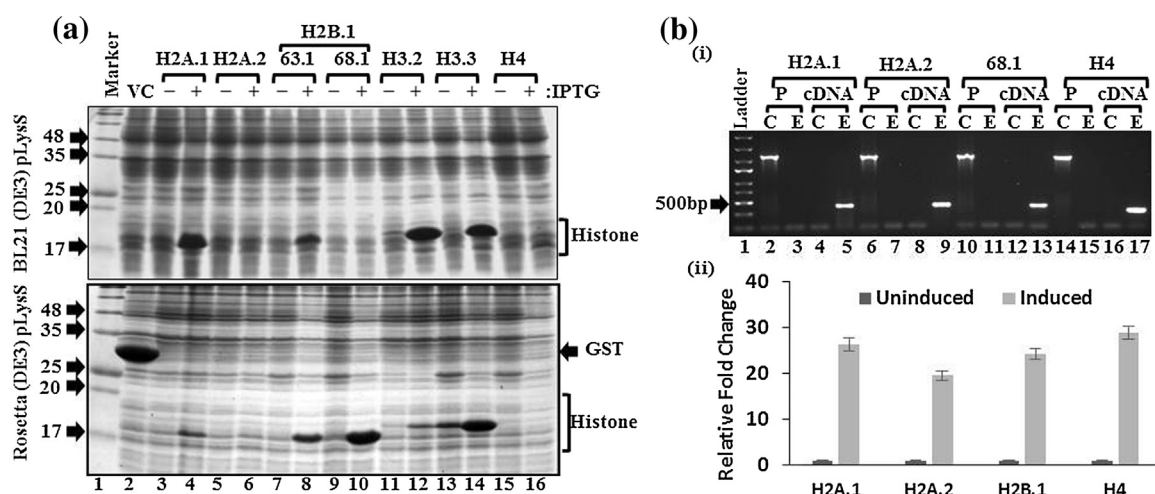 (a)
H2B.1
Marker H2A.1 H2A.2 63.1 68.1 H3.2 H3.3 H4
VC − + − + − + − + − + − + − + :IPTG
BL21 (DE3) pLysS
48
35
25
20
17
Histone
Rosetta (DE3) pLysS
48
35
25
20
17
GST
Histone
1 2 3 4 5 6 7 8 9 10 11 12 13 14 15 16
(b)
(i)
H2A.1 H2A.2 68.1 H4
Ladder P cDNA P cDNA P cDNA P cDNA
C E C E C E C E C E C E C E C E
500bp
1 2 3 4 5 6 7 8 9 10 11 12 13 14 15 16 17
(ii)
Uninduced Induced
Relative Fold Change
40
30
20
10
0
H2A.1 H2A.2 H2B.1 H4